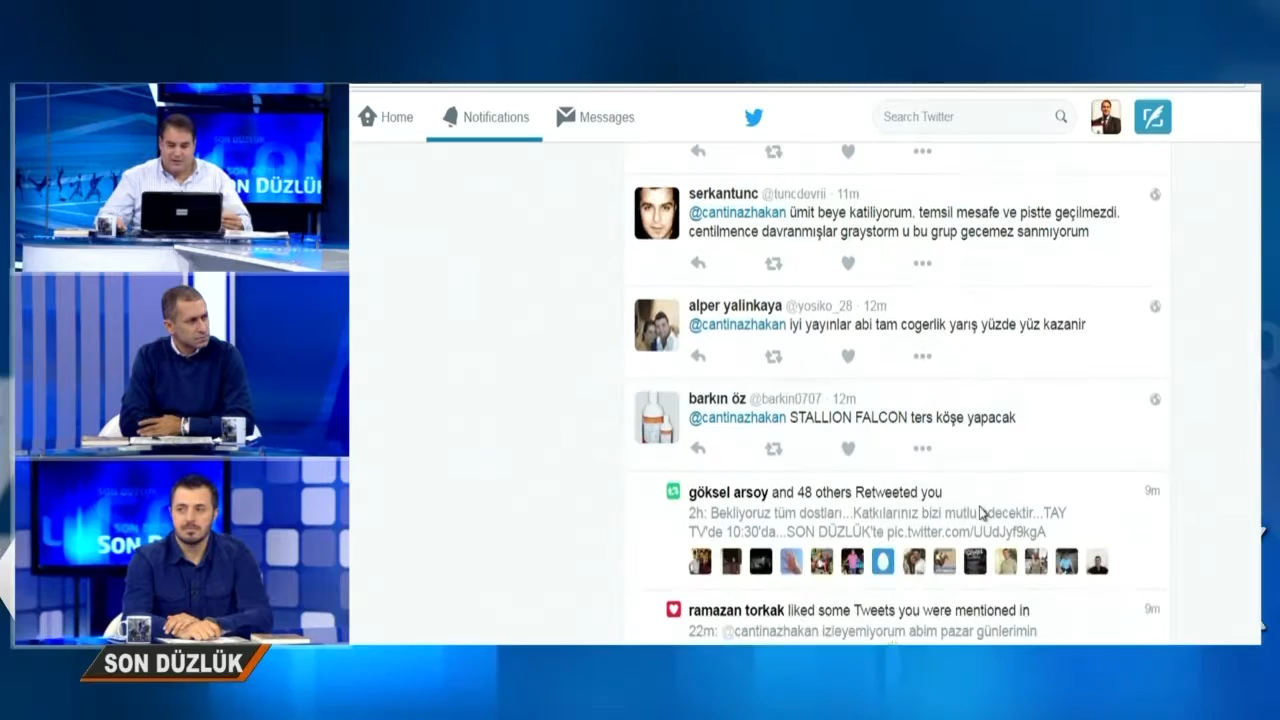 Home
Notifications
Messages
Search Twitter
SON DÜZLÜK
ON DÜZLÜK
serkantunc @tuncdevrii · 11m
@cantinazhakan ümit beye katiliyorum. temsil mesafe ve pistte geçilmezdi.
centilmence davranmışlar graystorm u bu grup gecemez sanmıyorum
alper yalinkaya @yosiko_28 · 12m
@cantinazhakan iyi yayınlar abi tam cogerlik yarış yüzde yüz kazanir
barkın öz @barkin0707 · 12m
@cantinazhakan STALLION FALCON ters köşe yapacak
göksel arsoy and 48 others Retweeted you
9m
2h: Bekliyoruz tüm dostları...Katkılarınız bizi mutlu edecektir...TAY
TV'de 10:30'da...SON DÜZLÜK'te pic.twitter.com/UUdJyf9kgA
ramazan torkak liked some Tweets you were mentioned in
9m
22m: @cantinazhakan izleyemiyorum abim pazar günlerimin
SON DÜZLÜK